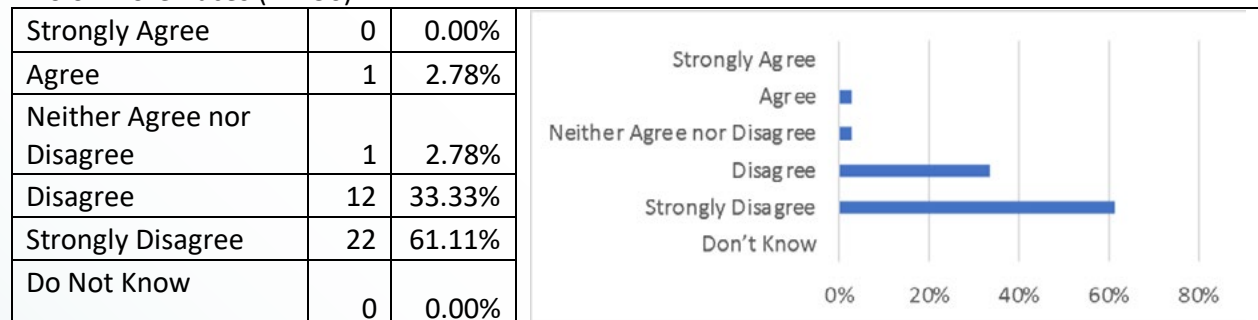 Strongly Agree 0 0.00%
Agree 1 2.78%
Neither Agree nor
Disagree 1 2.78%
Disagree 12 33.33%
Strongly Disagree 22 61.11%
Do Not Know
0 0.00%
Strongly Agree
Agree
Neither Agree nor Disagree
Disagree
Strongly Disagree
Don't Know
0% 20% 40% 60% 80%